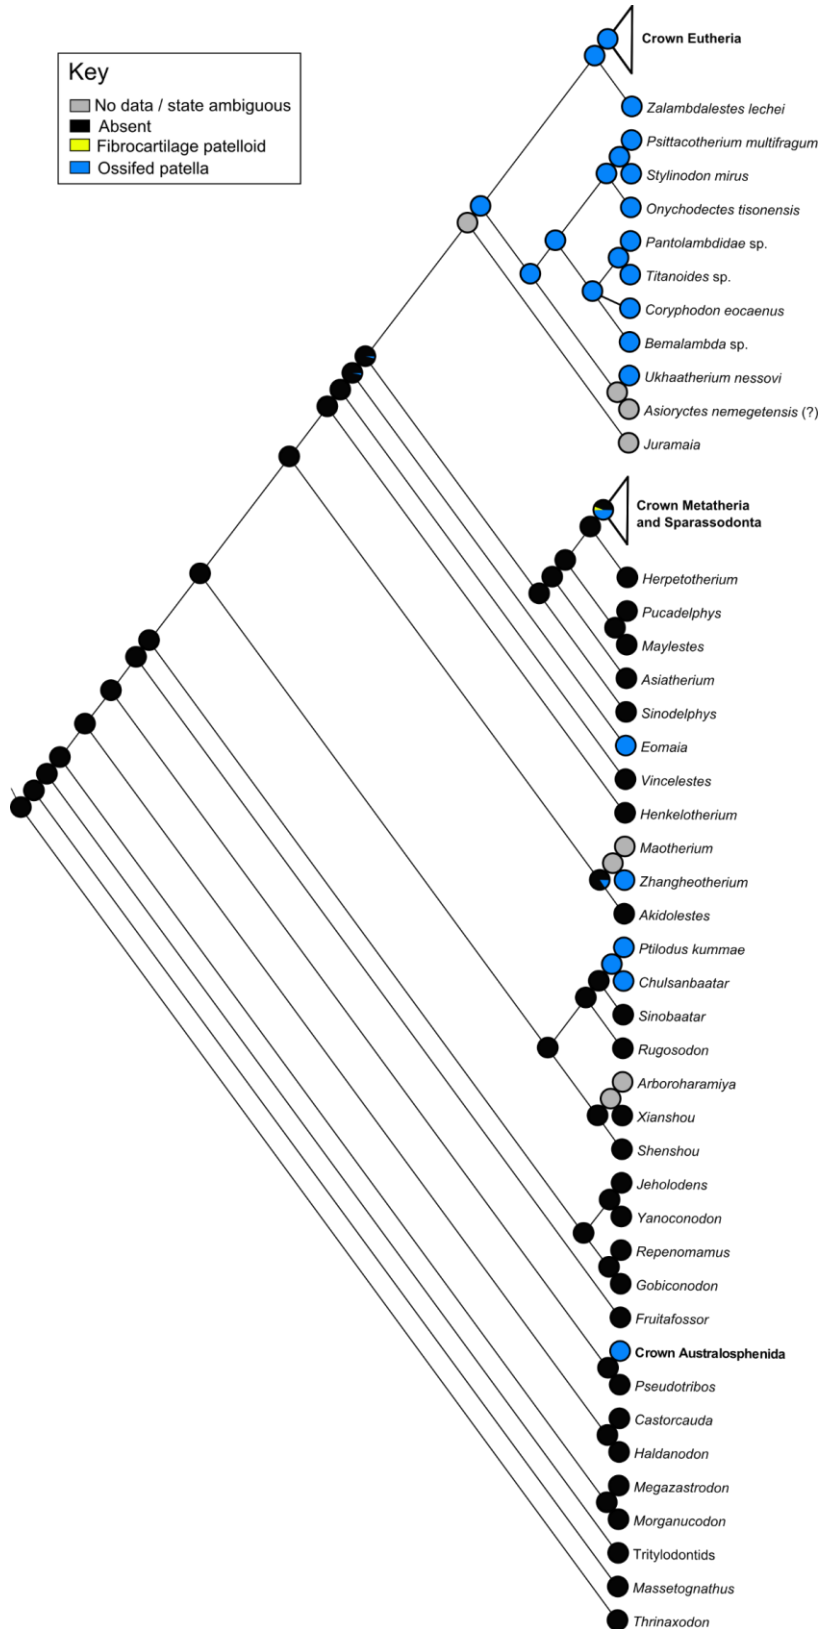 Key
No data / state ambiguous
Absent
Fibrocartilage patelloid
Ossifed patella
Crown Eutheria
Zalambdalestes lechei
Psittacotherium multifragum
Stylinodon mirus
Onychodectes tisonensis
Pantolambdidae sp.
Titanoides sp.
Coryphodon eocaenus
Bemalambda sp.
Ukhaatherium nessovi
Asioryctes nemegetensis (?)
Juramaia
Crown Metatheria
and Sparassodonta
Herpetotherium
Pucadelphys
Maylestes
Asiatherium
Sinodelphys
Eomaia
Vincelestes
Henkelotherium
Maotherium
Zhangheotherium
Akidolestes
Ptilodus kummae
Chulsanbaatar
Sinobaatar
Rugosodon
Arboroharamiya
Xianshou
Shenshou
Jeholodens
Yanoconodon
Repenomamus
Gobiconodon
Fruitafossor
Crown Australosphenida
Pseudotribos
Castorcauda
Haldanodon
Megazastrodon
Morganucodon
Tritylodontids
Massetognathus
Thrinaxodon